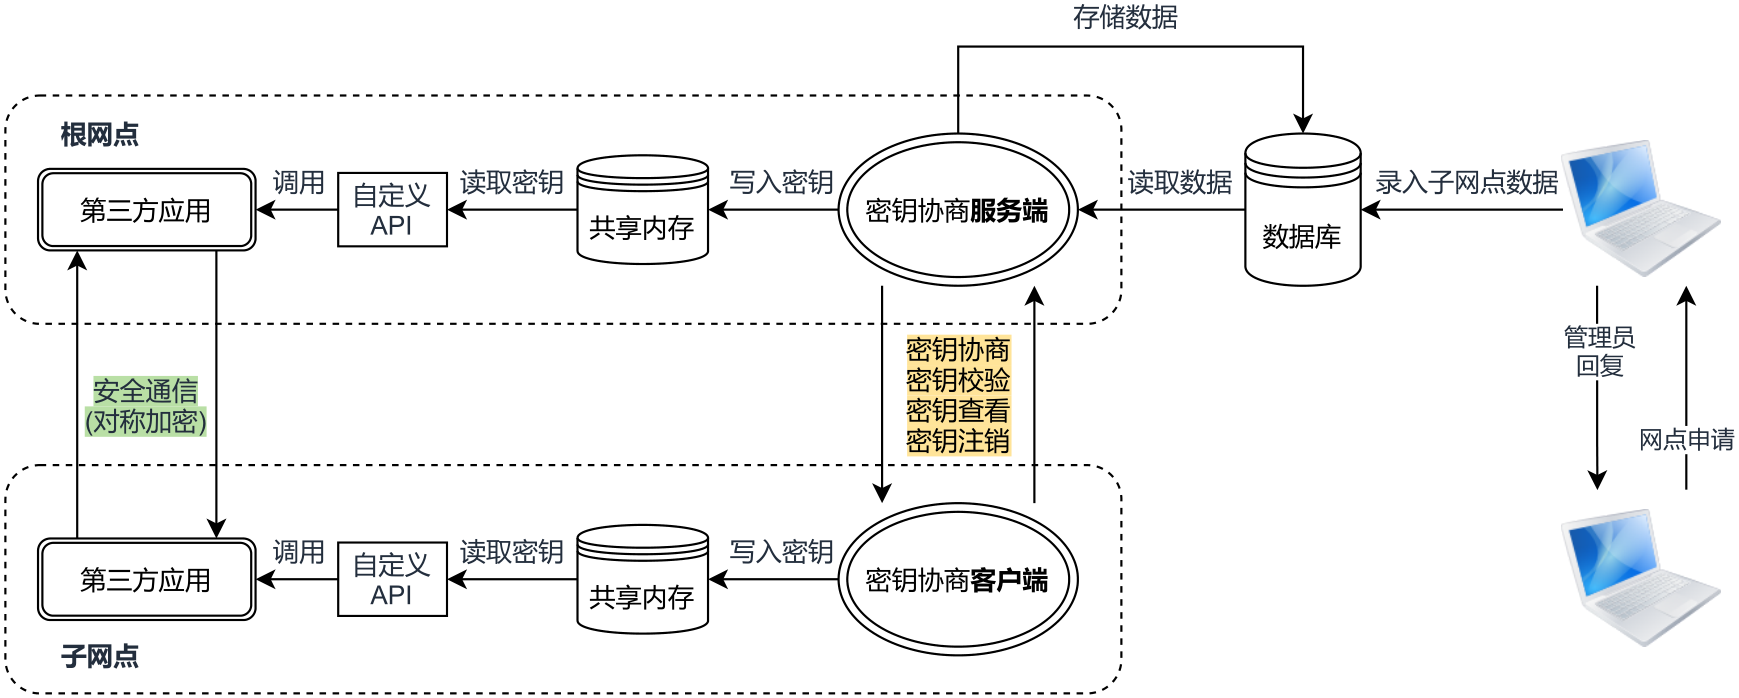 存储数据
根网点
第三方应用
调用
自定义
API
读取密钥
共享内存
写入密钥
密钥协商服务端
读取数据
数据库
录入子网点数据
安全通信
(对称加密)
密钥协商
密钥校验
密钥查看
密钥注销
管理员
回复
网点申请
第三方应用
调用
自定义
API
读取密钥
共享内存
写入密钥
密钥协商客户端
子网点